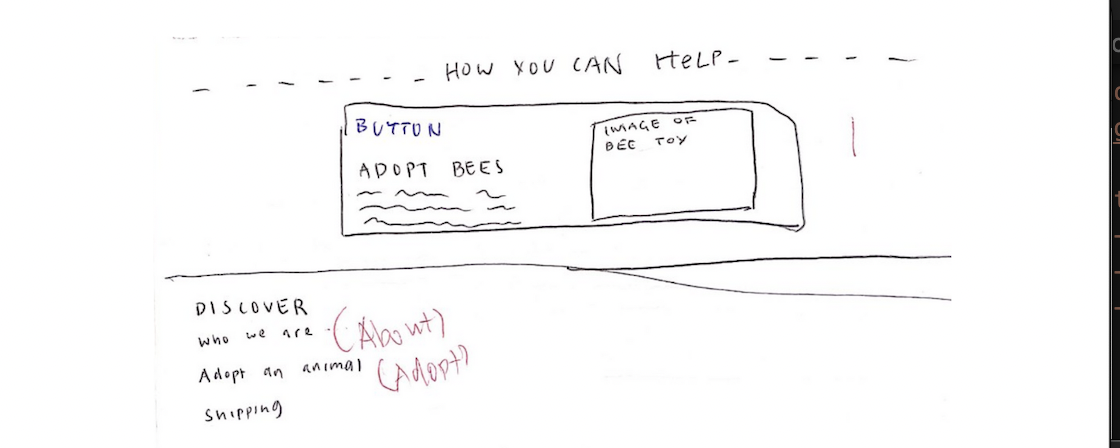 HOW YOU CAN HeLP
BUTTON
ADOPT BEES
IMAGE OF
BEE TOY
DISCOVER
Who we are (About)
Adopt an animal (Adopt)
Shipping